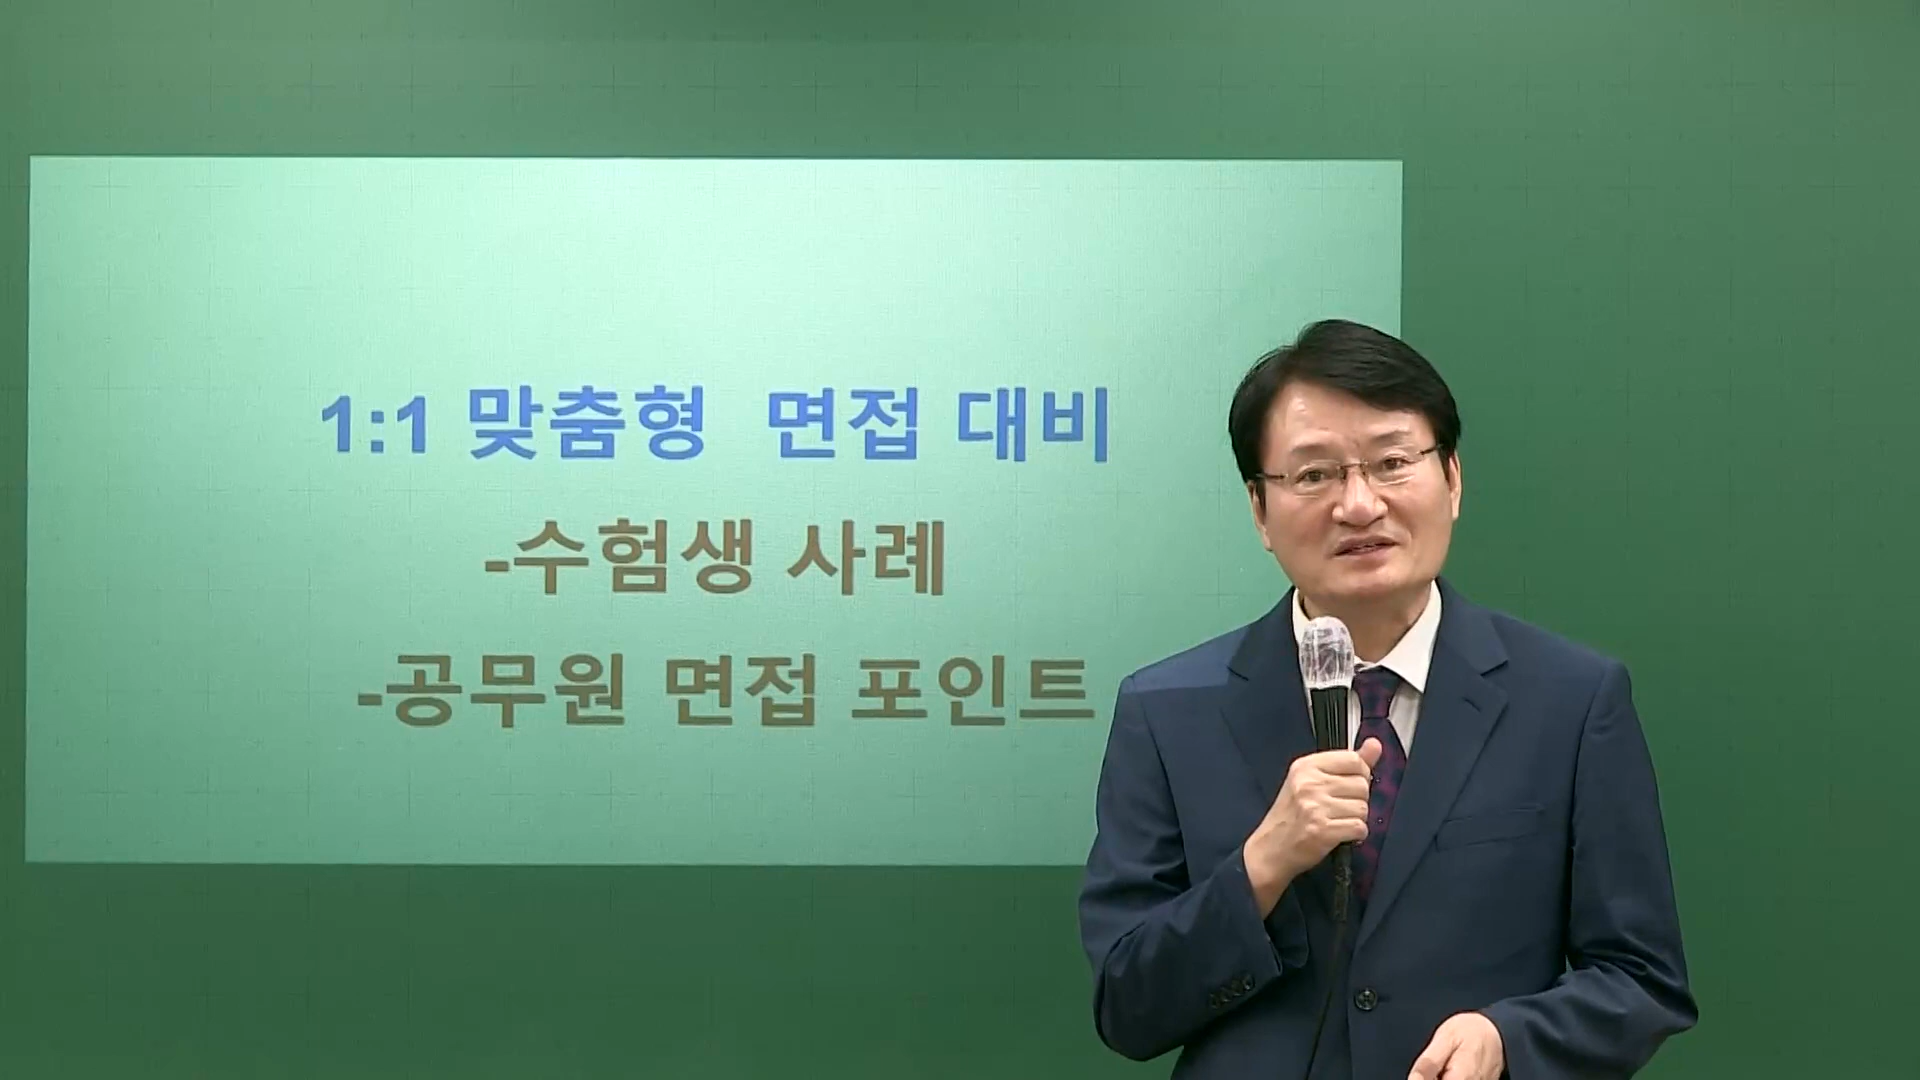 1:1 맞춤형 면접 대비
-수험생 사례
-공무원 면접 포인트